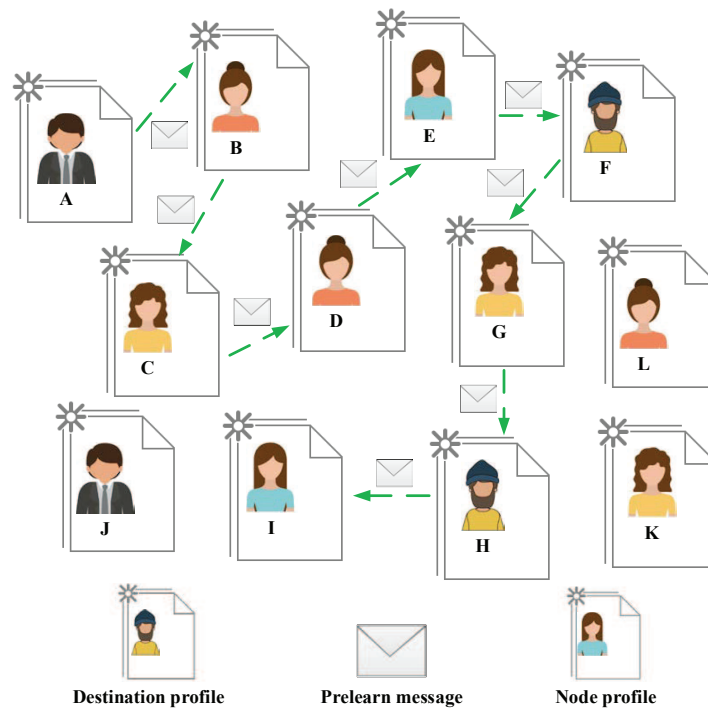 A
B
E
F
C
D
G
L
J
I
H
K
Destination profile
Prelearn message
Node profile